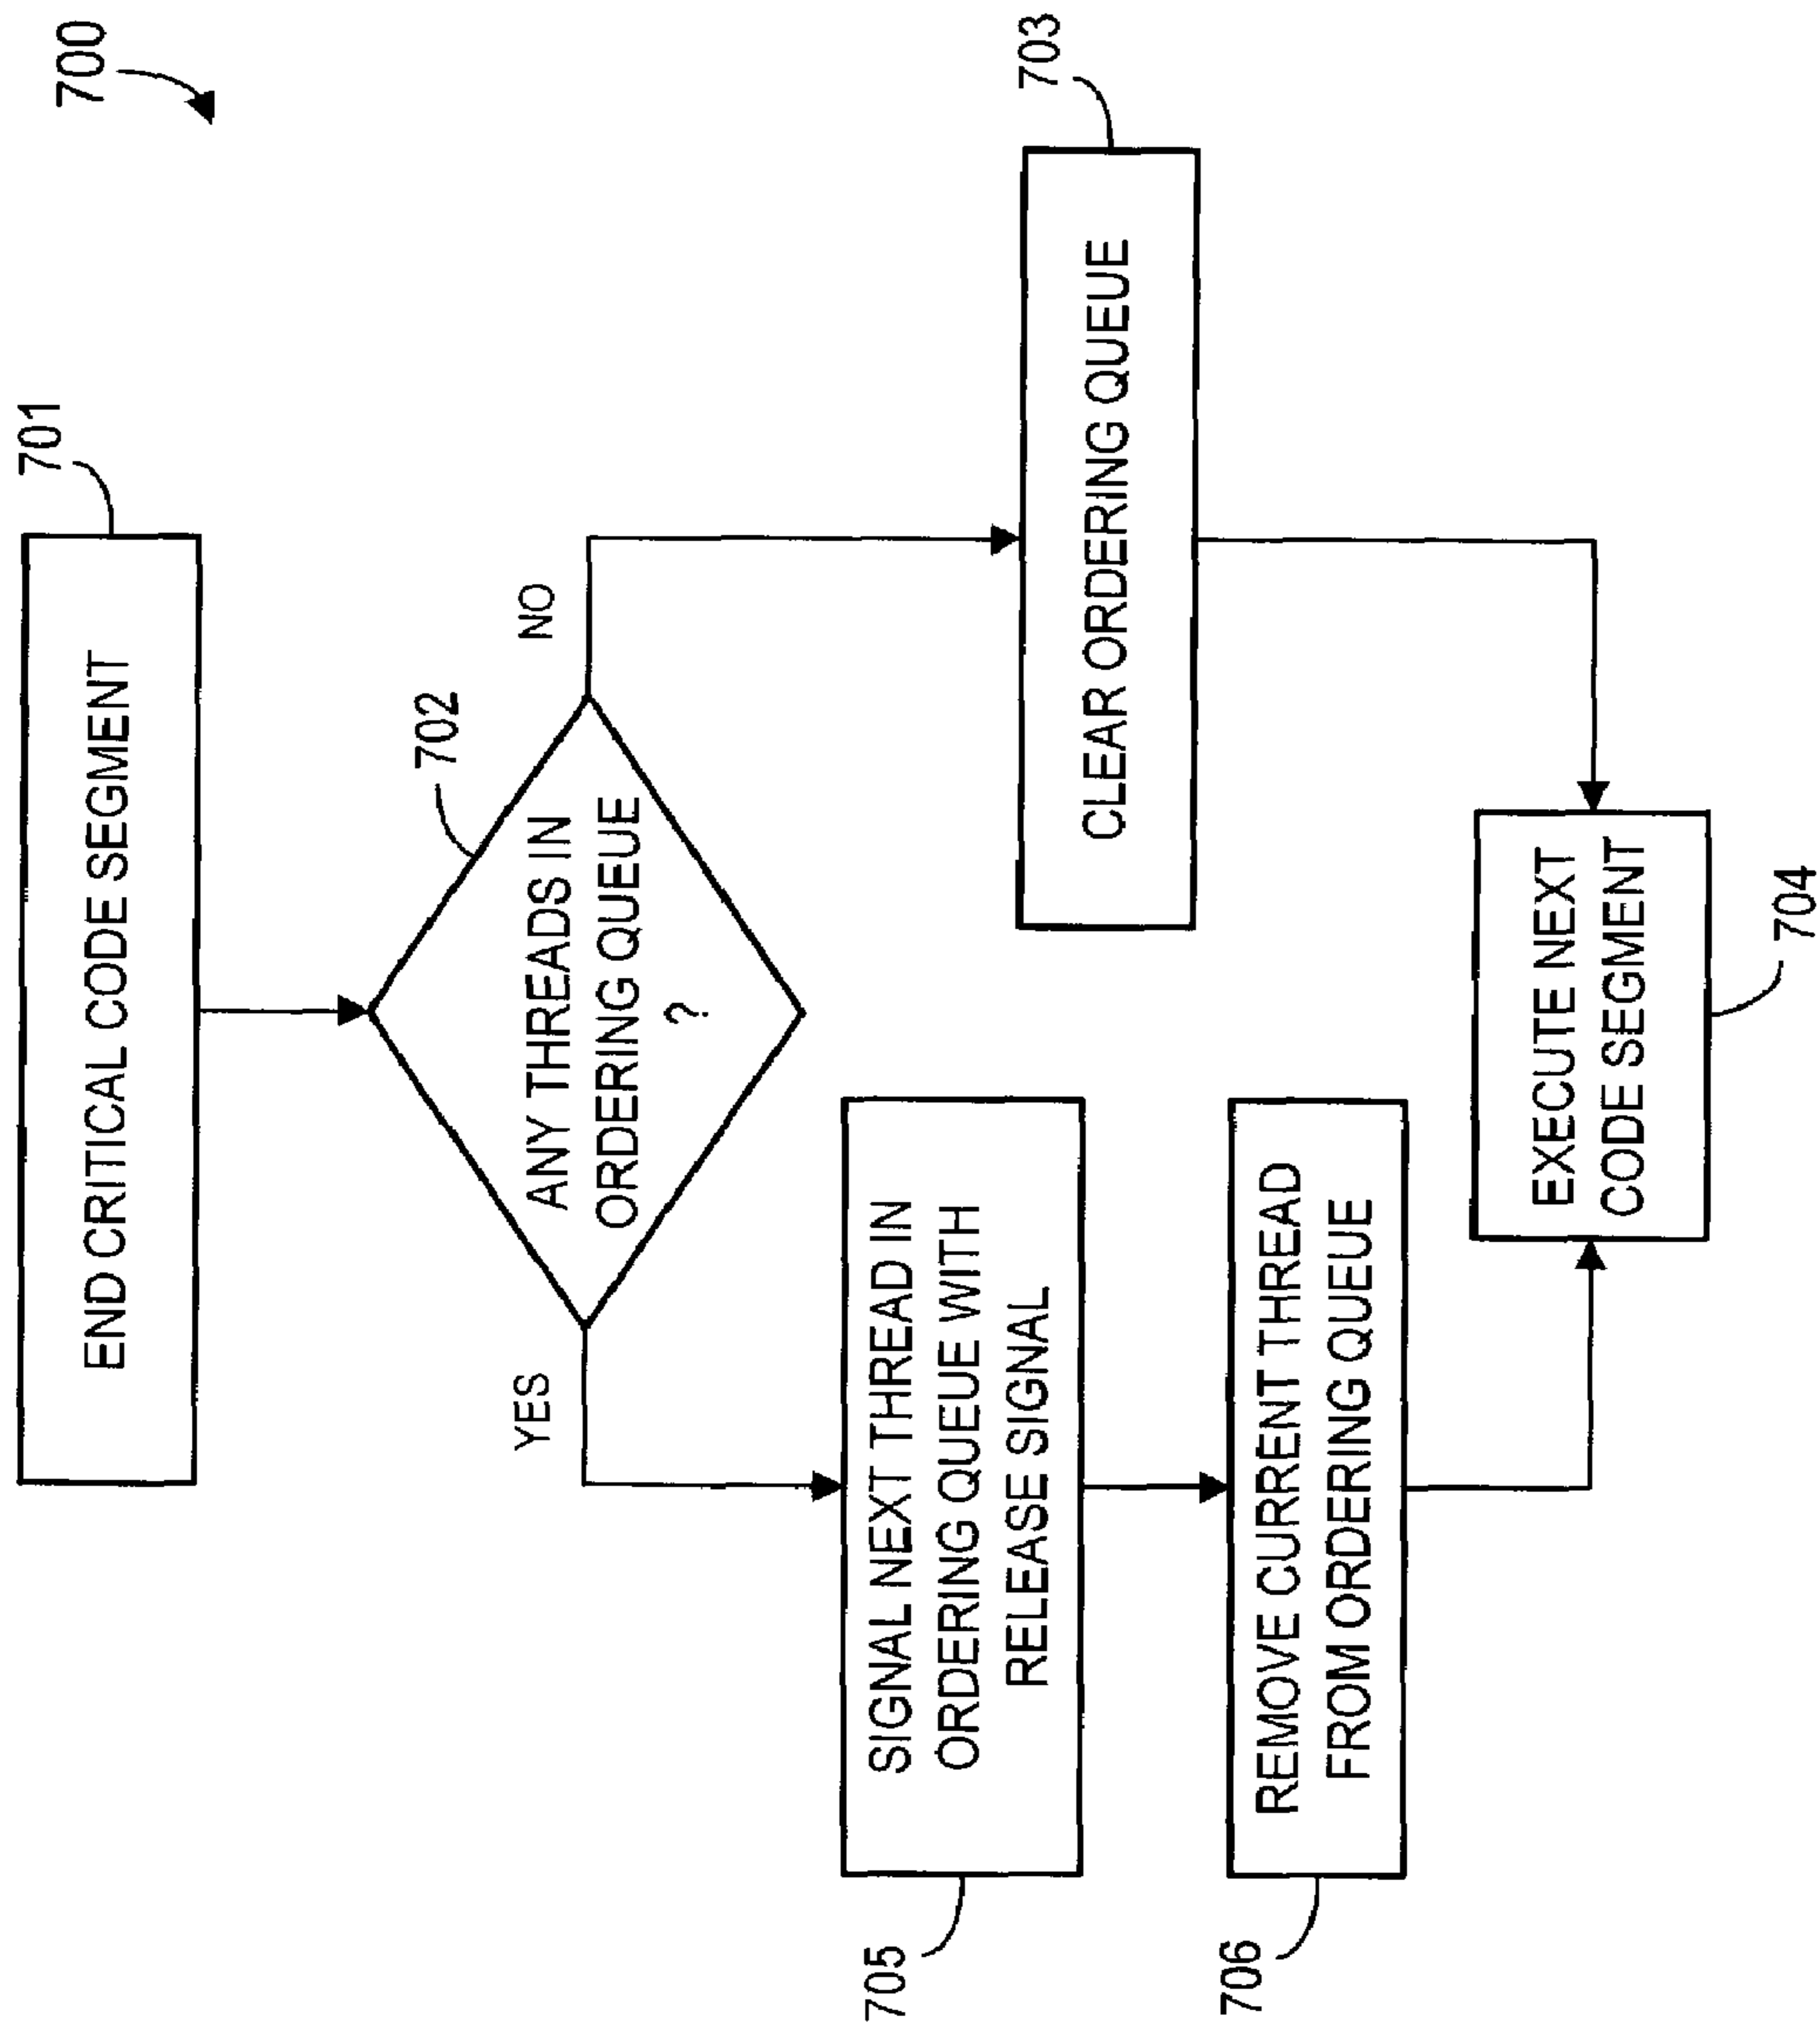 700
701
END CRITICAL CODE SEGMENT
702
ANY THREADS IN
ORDERING QUEUE
?
YES
NO
703
CLEAR ORDERING QUEUE
SIGNAL NEXT THREAD IN
ORDERING QUEUE WITH
RELEASE SIGNAL
705
REMOVE CURRENT THREAD
FROM ORDERING QUEUE
706
EXECUTE NEXT
CODE SEGMENT
704